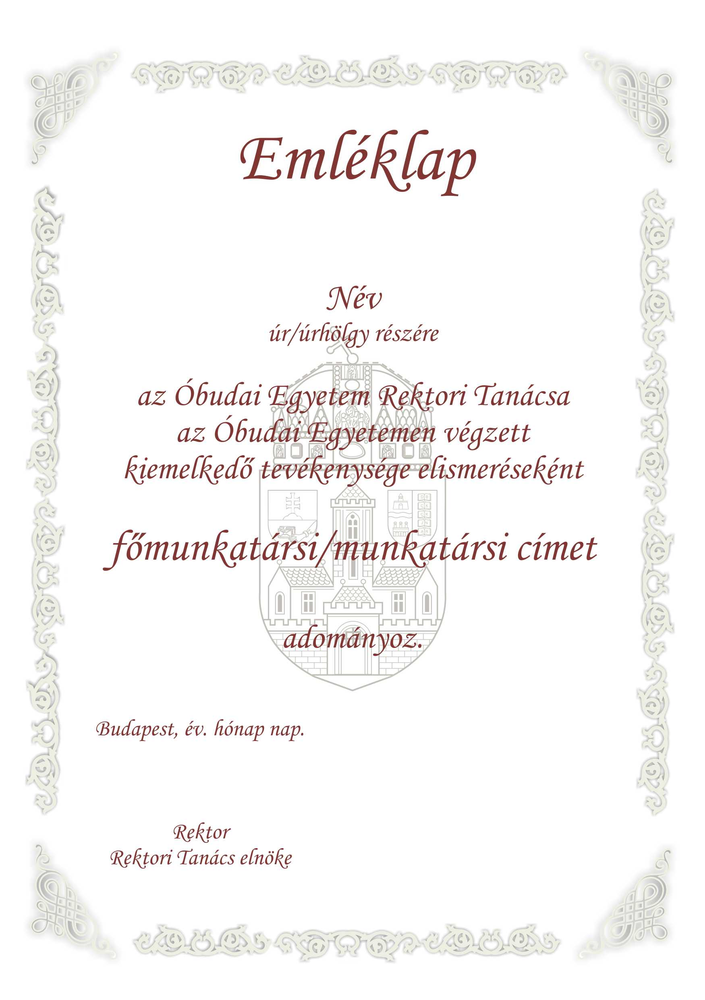 Emléklap
Név
úr/úrhölgy részére
az Óbudai Egyetem Rektori Tanácsa
az Óbudai Egyetemen végzett
kiemelkedő tevékenysége elismeréseként
főmunkatársi/munkatársi címet
adományoz.
Budapest, év. hónap nap.
Rektor
Rektori Tanács elnöke